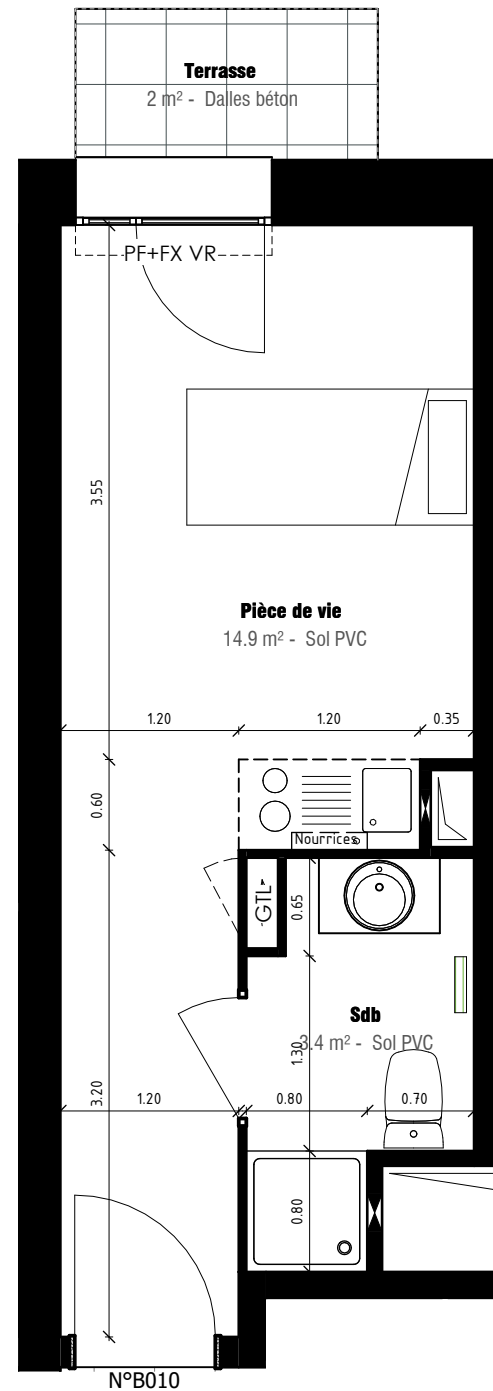 Terrasse
2 m² - Dalles béton
PF+FX VR
3.55
Pièce de vie
14.9 m² - Sol PVC
1.20 1.20 0.35
0.60
Nourrices
GTL
0.65
Sdb
3.4 m² - Sol PVC
1.30
3.20
1.20 0.80 0.70
0.80
N°B010